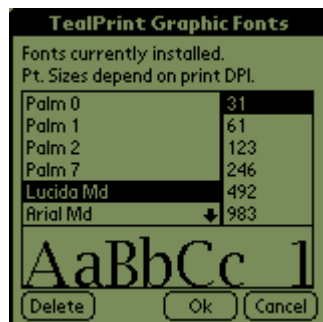 TealPrint Graphic Fonts
Fonts currently installed.
Pt. Sizes depend on print DPI.
Palm 0 31
Palm 1 61
Palm 2 123
Palm 7 246
Lucida Md 492
Arial Md 983
AaBbCc 1
Delete Ok Cancel